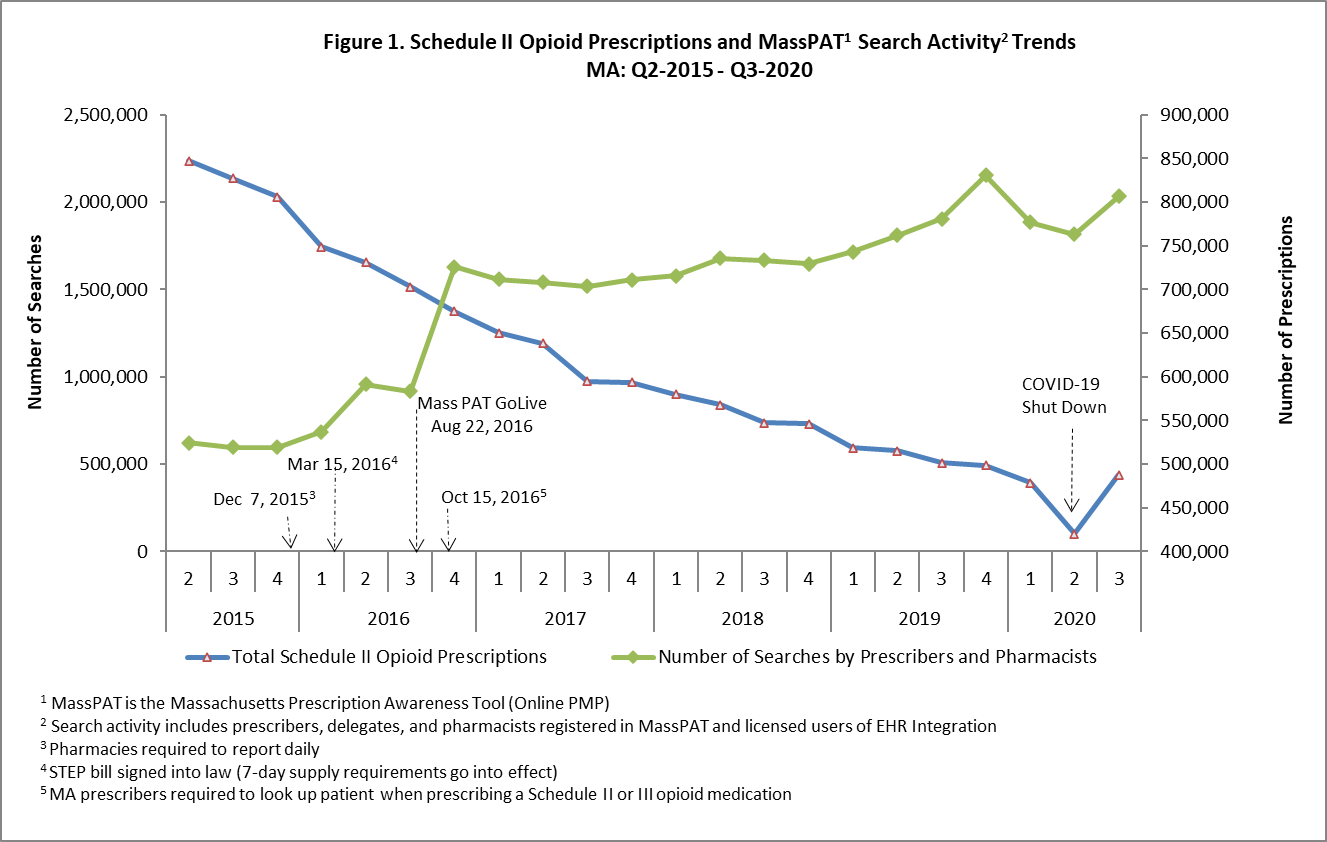 Figure 1. Schedule II Opioid Prescriptions and MassPAT¹ Search Activity² Trends
MA: Q2-2015 - Q3-2020
Number of Searches
2,500,000
2,000,000
1,500,000
1,000,000
500,000
0
900,000
850,000
800,000
750,000
700,000
650,000
600,000
550,000
500,000
450,000
400,000
Number of Prescriptions
Dec 7, 2015³
Mar 15, 2016⁴
Mass PAT GoLive
Aug 22, 2016
Oct 15, 2016⁵
COVID-19
Shut Down
2 3 4 1 2 3 4 1 2 3 4 1 2 3 4 1 2 3 4 1 2 3
2015 2016 2017 2018 2019 2020
Total Schedule II Opioid Prescriptions
Number of Searches by Prescribers and Pharmacists
¹ MassPAT is the Massachusetts Prescription Awareness Tool (Online PMP)
² Search activity includes prescribers, delegates, and pharmacists registered in MassPAT and licensed users of EHR Integration
³ Pharmacies required to report daily
⁴ STEP bill signed into law (7-day supply requirements go into effect)
⁵ MA prescribers required to look up patient when prescribing a Schedule II or III opioid medication